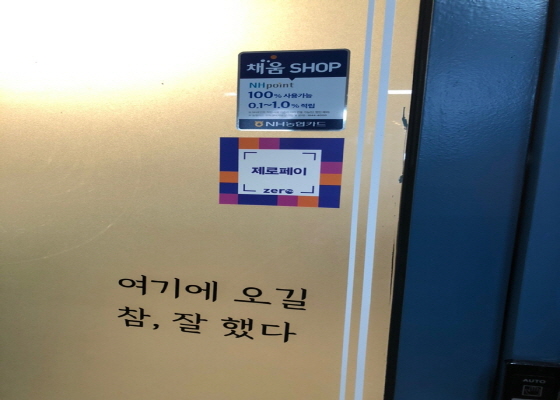 채움 SHOP
NHpoint
100% 사용가능
0.1~1.0% 적립
NH농협카드
제로페이
zero
여기에 오길
참, 잘 했다
AUTO